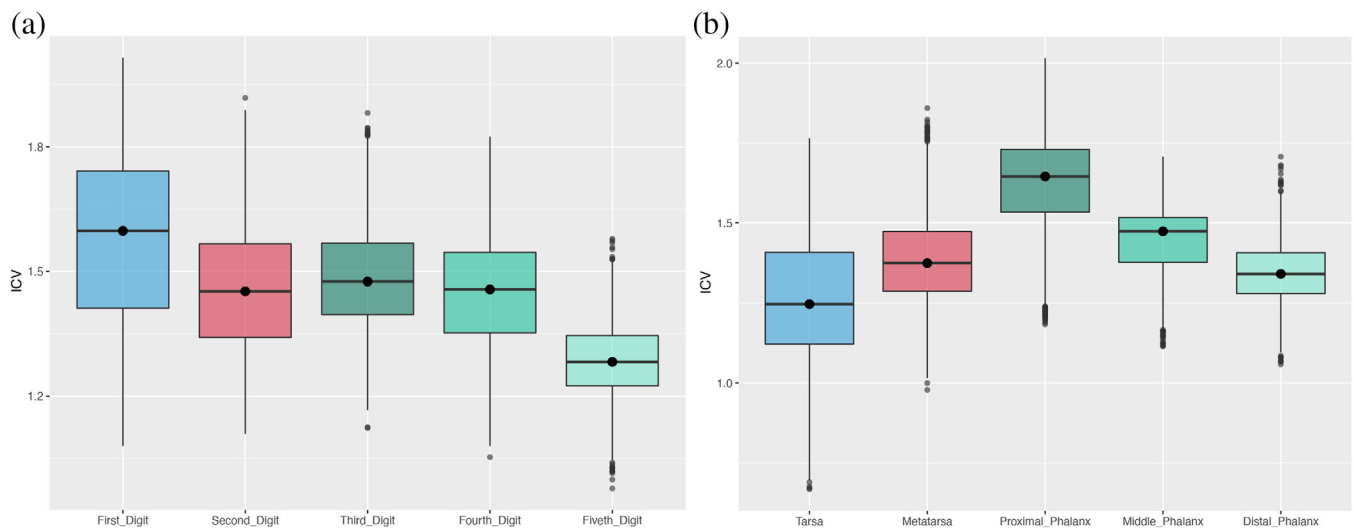 (a)
ICV
1.8
1.5
1.2
First_Digit Second_Digit Third_Digit Fourth_Digit Fiveth_Digit
(b)
ICV
2.0
1.5
1.0
Tarsa Metatarsa Proximal_Phalanx Middle_Phalanx Distal_Phalanx